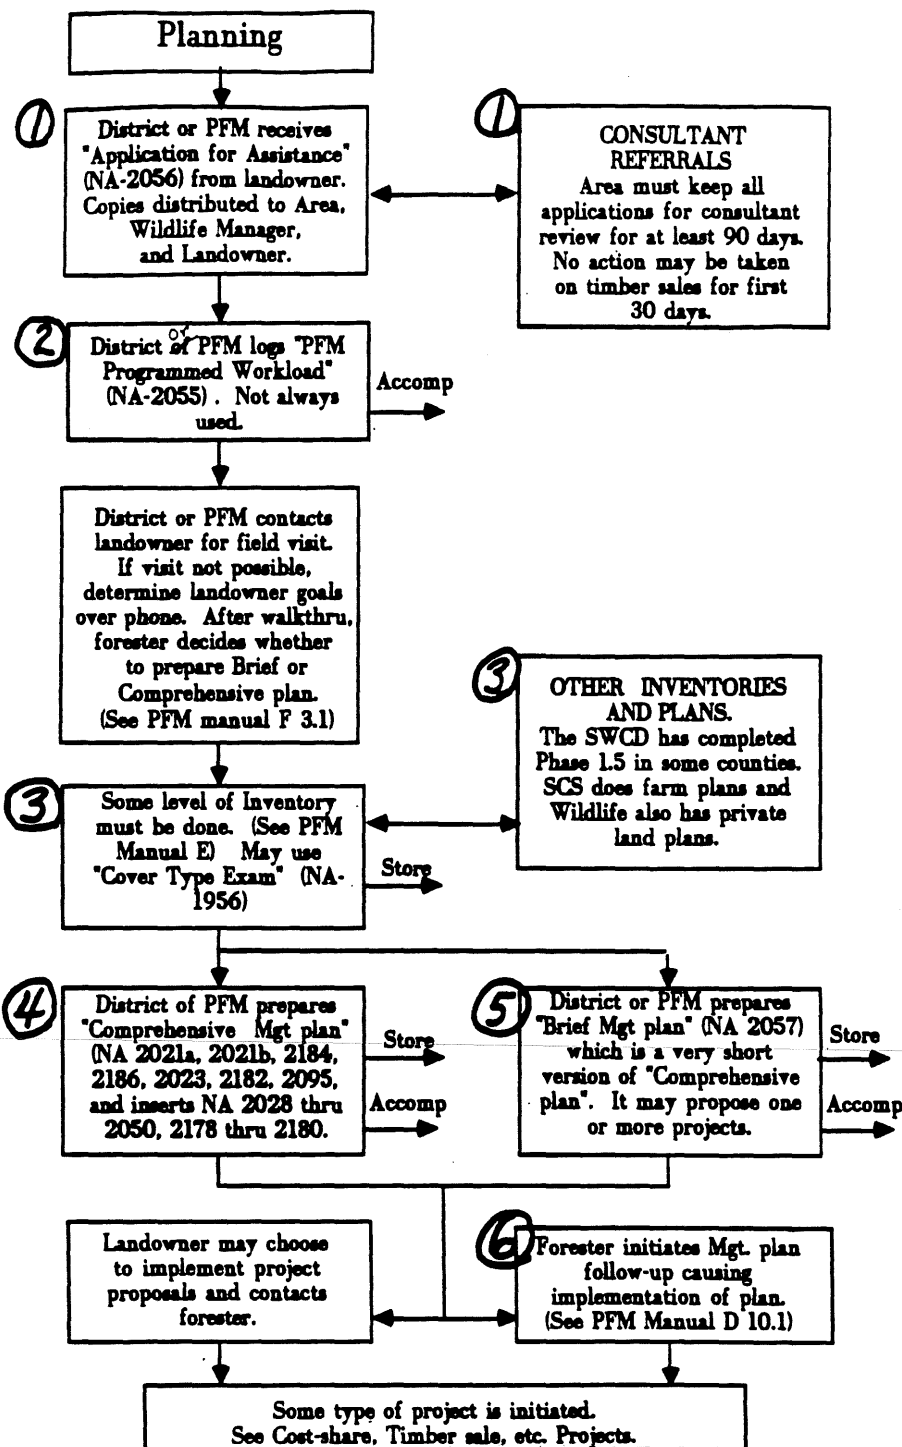 Planning
1
District or PFM receives
"Application for Assistance"
(NA-2056) from landowner.
Copies distributed to Area,
Wildlife Manager,
and Landowner.
1
CONSULTANT
REFERRALS
Area must keep all
applications for consultant
review for at least 90 days.
No action may be taken
on timber sales for first
30 days.
2
or
District of PFM logs "PFM
Programmed Workload"
(NA-2055) . Not always
used.
Accomp
District or PFM contacts
landowner for field visit.
If visit not possible,
determine landowner goals
over phone. After walkthru,
forester decides whether
to prepare Brief or
Comprehensive plan.
(See PFM manual F 3.1)
3
Some level of Inventory
must be done. (See PFM
Manual E) May use
"Cover Type Exam" (NA-
1956)
Store
3
OTHER INVENTORIES
AND PLANS.
The SWCD has completed
Phase 1.5 in some counties.
SCS does farm plans and
Wildlife also has private
land plans.
4
District of PFM prepares
"Comprehensive Mgt plan"
(NA 2021a, 2021b, 2184,
2186, 2023, 2182, 2095,
and inserts NA 2028 thru
2050, 2178 thru 2180.
Store
Accomp
5
District or PFM prepares
"Brief Mgt plan" (NA 2057)
which is a very short
version of "Comprehensive
plan". It may propose one
or more projects.
Store
Accomp
Landowner may choose
to implement project
proposals and contacts
forester.
6
Forester initiates Mgt. plan
follow-up causing
implementation of plan.
(See PFM Manual D 10.1)
Some type of project is initiated.
See Cost-share, Timber sale, etc. Projects.